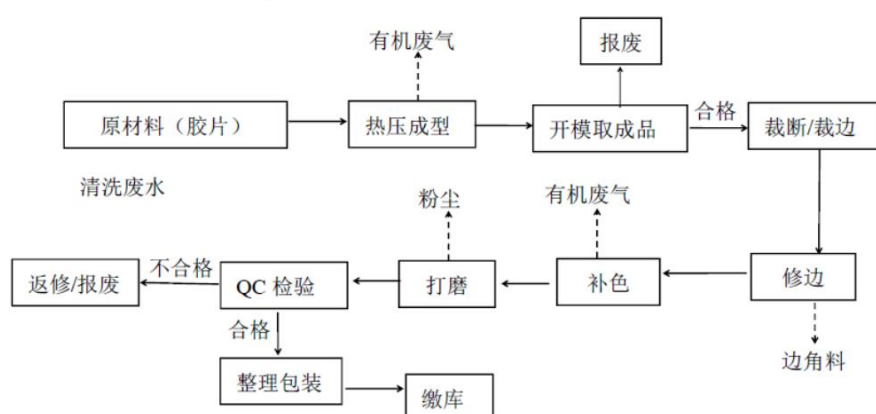 有机废气
报废
原材料（胶片）
热压成型
开模取成品
合格
裁断/裁边
清洗废水
粉尘
有机废气
返修/报废
不合格
QC 检验
打磨
补色
修边
合格
边角料
整理包装
缴库